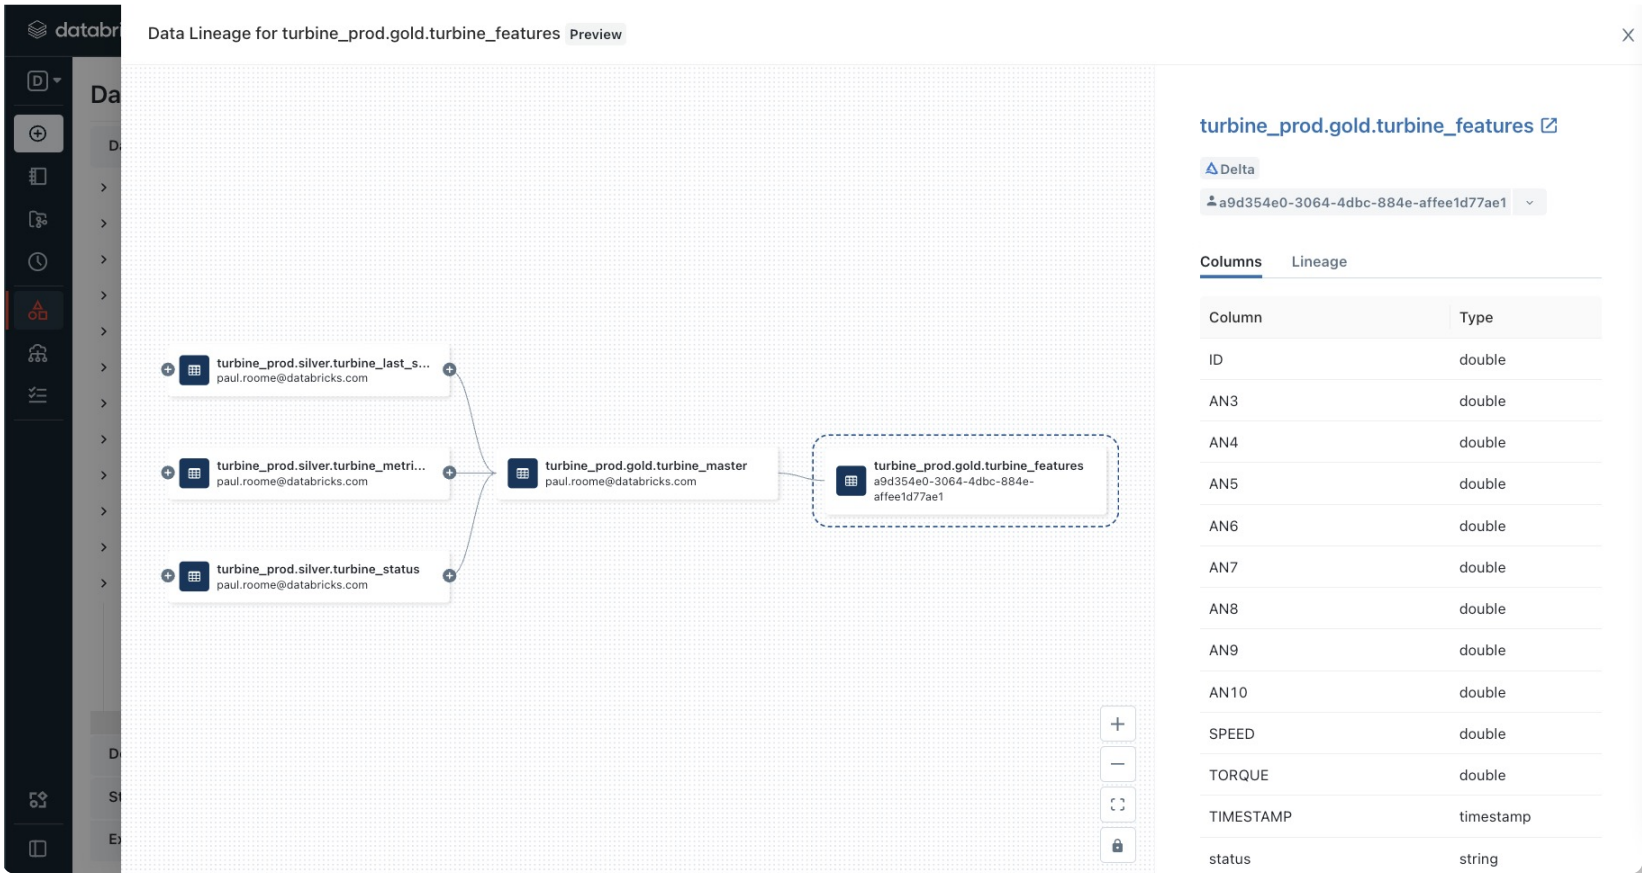 databri
Data Lineage for turbine_prod.gold.turbine_features Preview
D
Da
Da
turbine_prod.silver.turbine_last_s...
paul.roome@databricks.com
turbine_prod.silver.turbine_metri...
paul.roome@databricks.com
turbine_prod.silver.turbine_status
paul.roome@databricks.com
turbine_prod.gold.turbine_master
paul.roome@databricks.com
turbine_prod.gold.turbine_features
a9d354e0-3064-4dbc-884e-
affee1d77ae1
De
St
Ex
turbine_prod.gold.turbine_features
Delta
a9d354e0-3064-4dbc-884e-affee1d77ae1
Columns Lineage
Column Type
ID double
AN3 double
AN4 double
AN5 double
AN6 double
AN7 double
AN8 double
AN9 double
AN10 double
SPEED double
TORQUE double
TIMESTAMP timestamp
status string